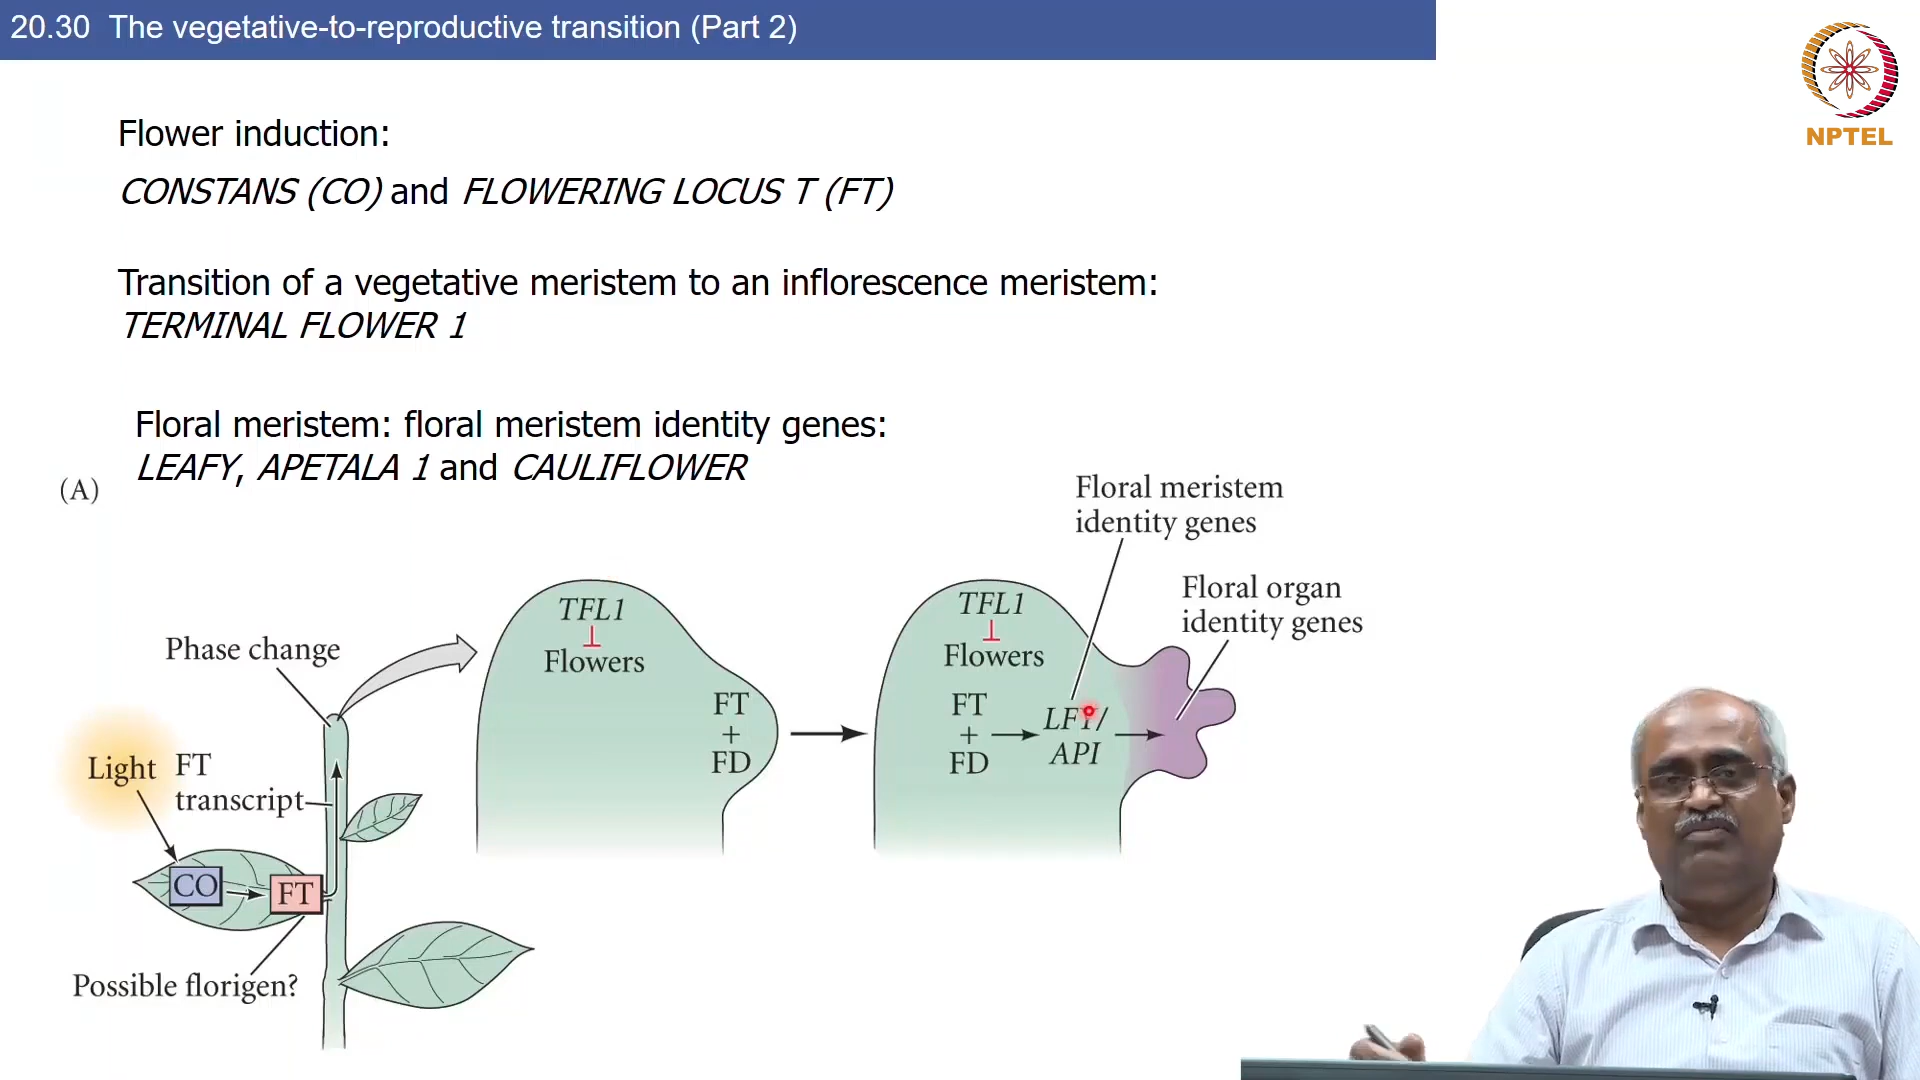 20.30 The vegetative-to-reproductive transition (Part 2)
NPTEL
Flower induction:
CONSTANS (CO) and FLOWERING LOCUS T (FT)
Transition of a vegetative meristem to an inflorescence meristem:
TERMINAL FLOWER 1
Floral meristem: floral meristem identity genes:
LEAFY, APETALA 1 and CAULIFLOWER
(A)
Floral meristem
identity genes
Floral organ
identity genes
Phase change
Light
FT
transcript
CO
FT
Possible florigen?
TFL1
Flowers
FT
+
FD
TFL1
Flowers
FT
+
FD
API